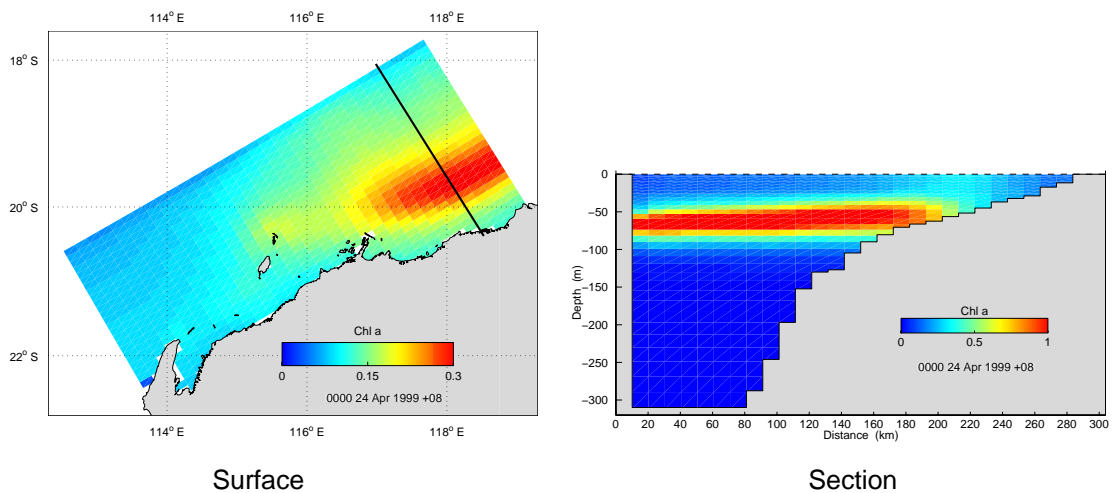 114° E 116° E 118° E
18° S
20° S
22° S
Chl a
0 0.15 0.3
0000 24 Apr 1999 +08
114° E 116° E 118° E
Surface
0
−50
−100
−150
−200
−250
−300
Depth (m)
Chl a
0 0.5 1
0000 24 Apr 1999 +08
0 20 40 60 80 100 120 140 160 180 200 220 240 260 280 300
Distance (km)
Section